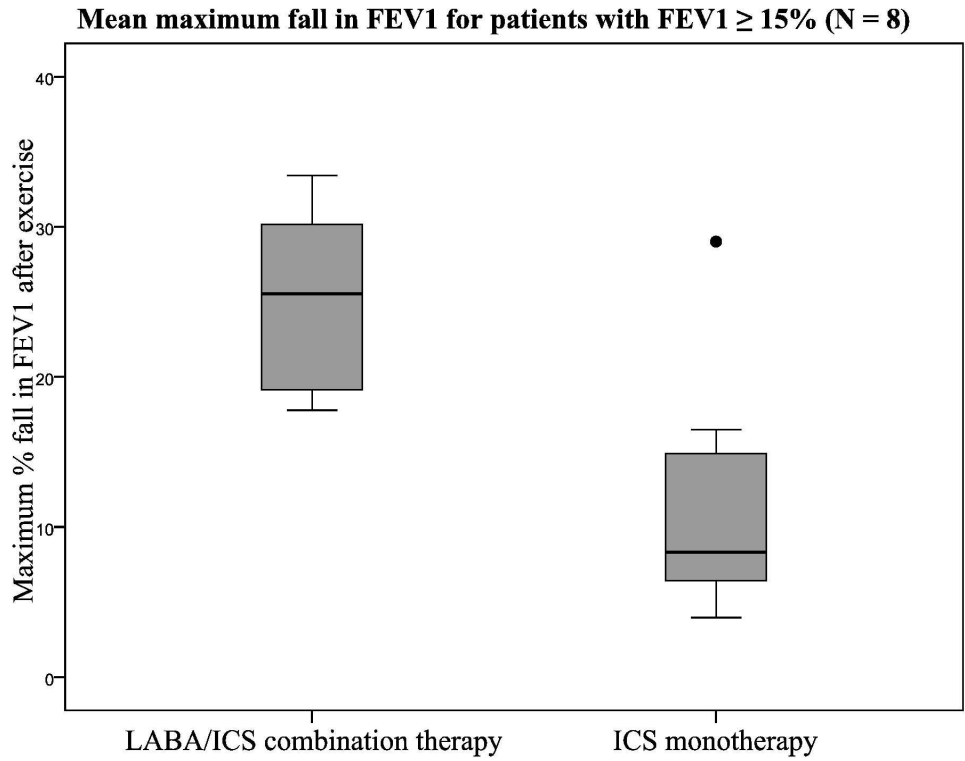 Mean maximum fall in FEV1 for patients with FEV1 ≥ 15% (N = 8)
Maximum % fall in FEV1 after exercise
40
30
20
10
0
LABA/ICS combination therapy
ICS monotherapy